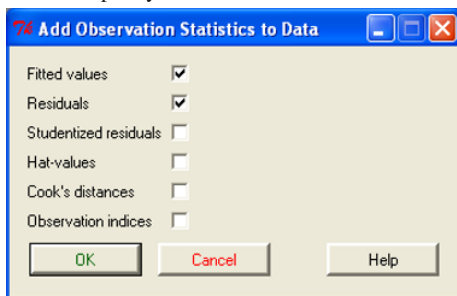 Add Observation Statistics to Data
Fitted values
Residuals
Studentized residuals
Hat-values
Cook's distances
Observation indices
OK Cancel Help